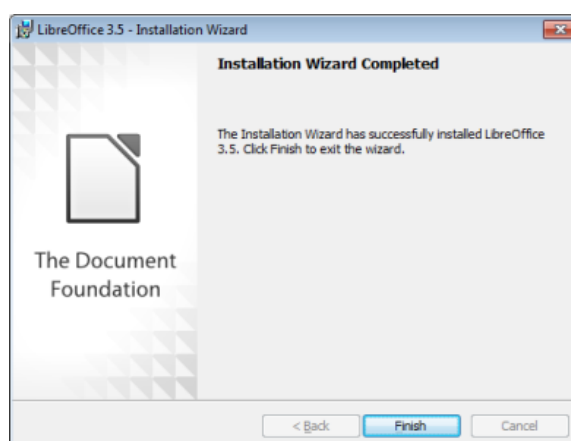 LibreOffice 3.5 - Installation Wizard
Installation Wizard Completed
The Installation Wizard has successfully installed LibreOffice
3.5. Click Finish to exit the wizard.
The Document
Foundation
< Back
Finish
Cancel